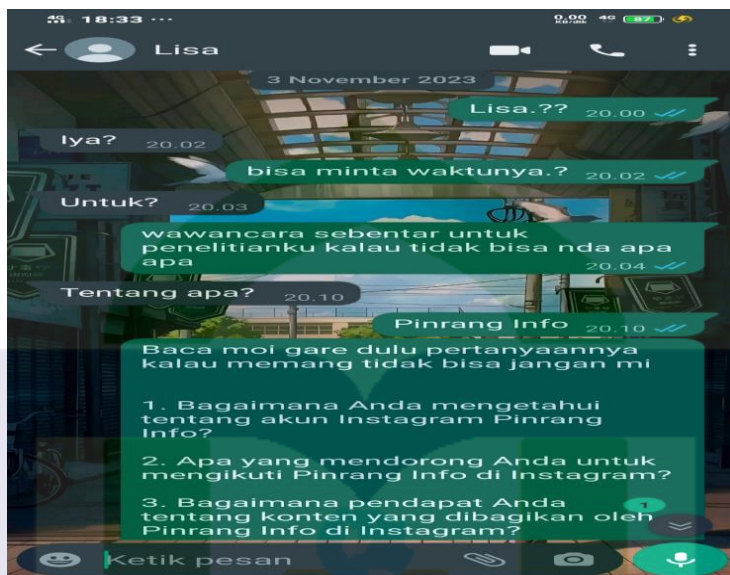 4G 18:33 ...
0,00 KB/dtk 4G 87
Lisa
3 November 2023
Lisa.?? 20.00
Iya? 20.02
bisa minta waktunya.? 20.02
Untuk? 20.03
wawancara sebentar untuk
penelitianku kalau tidak bisa nda apa
apa
20.04
Tentang apa? 20.10
Pinrang Info 20.10
Baca moi gare dulu pertanyaannya
kalau memang tidak bisa jangan mi
1. Bagaimana Anda mengetahui
tentang akun Instagram Pinrang
Info?
2. Apa yang mendorong Anda untuk
mengikuti Pinrang Info di Instagram?
3. Bagaimana pendapat Anda
tentang konten yang dibagikan oleh
Pinrang Info di Instagram?
1
Ketik pesan